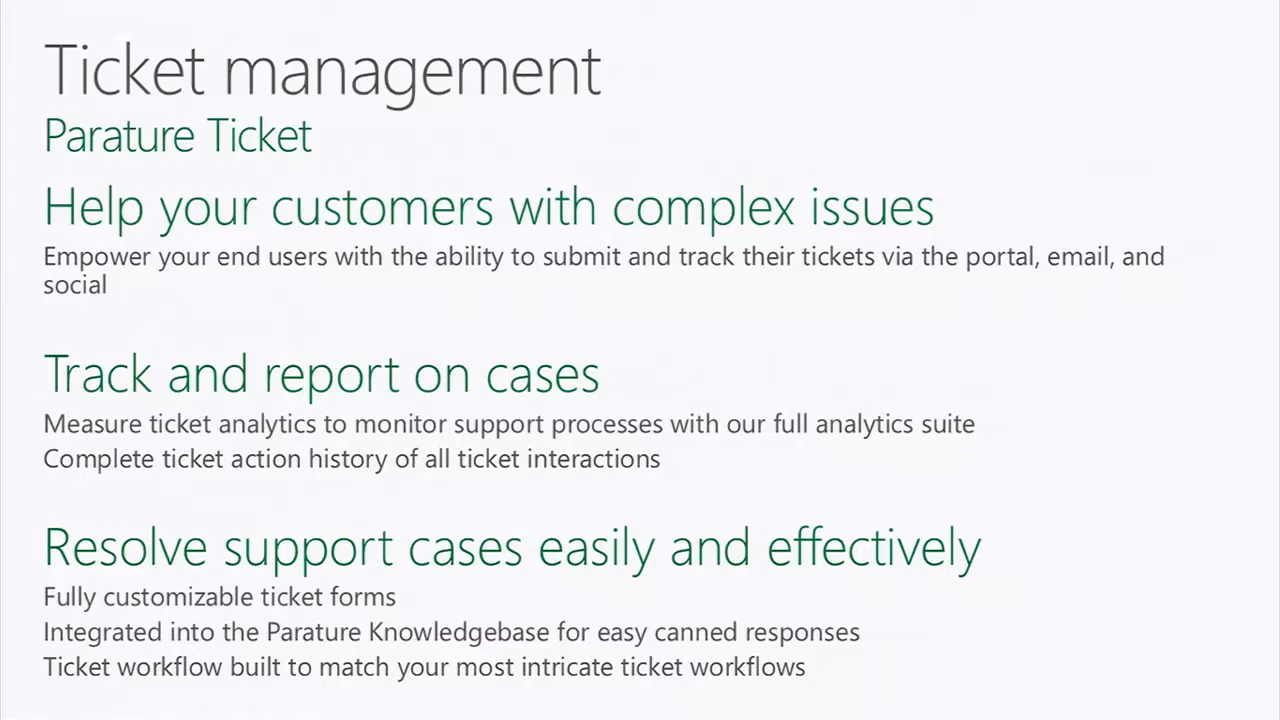 Ticket management
Parature Ticket
Help your customers with complex issues
Empower your end users with the ability to submit and track their tickets via the portal, email, and
social
Track and report on cases
Measure ticket analytics to monitor support processes with our full analytics suite
Complete ticket action history of all ticket interactions
Resolve support cases easily and effectively
Fully customizable ticket forms
Integrated into the Parature Knowledgebase for easy canned responses
Ticket workflow built to match your most intricate ticket workflows